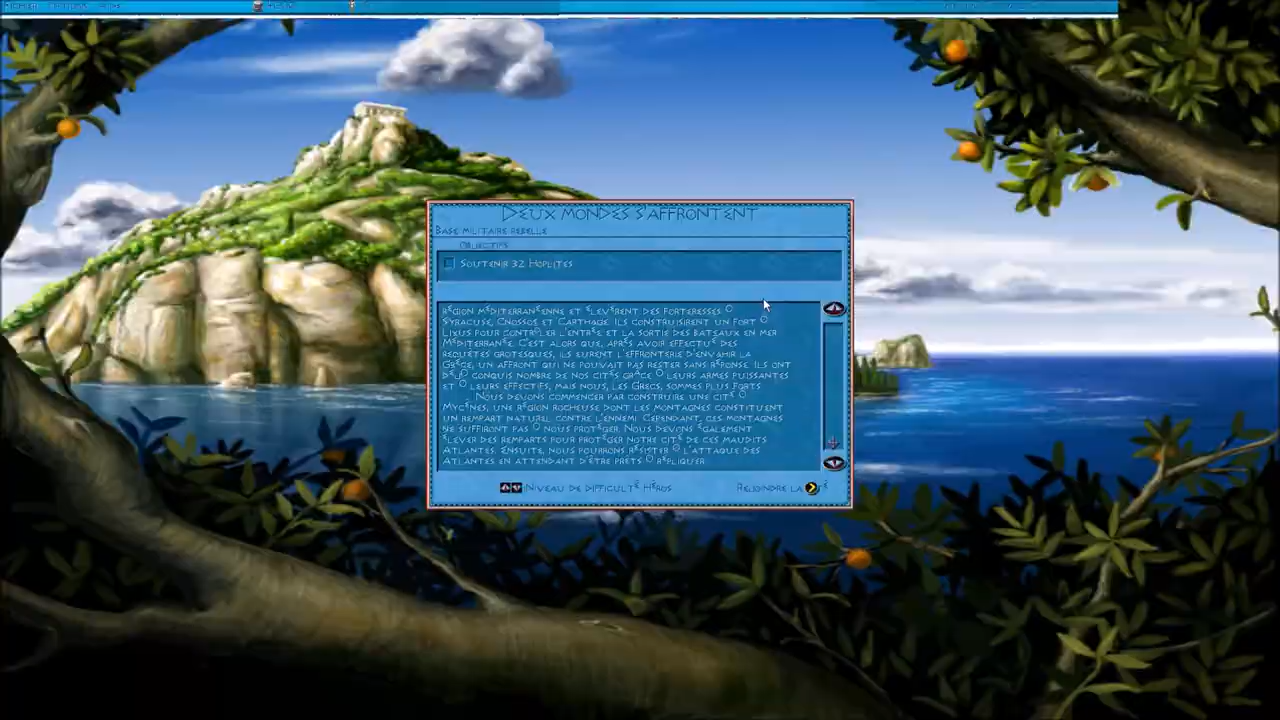 Deux mondes s'affrontent
Base militaire rebelle
Objectifs
Soutenir 32 Hoplites
région méditerranéenne et élevèrent des forteresses à
Syracuse, Cnossos et Carthage. Ils construisirent un fort à
Lieus pour contrôler l'entrée et la sortie des bateaux en mer
Méditerranée. C'est alors que, après avoir effectué des
requêtes grotesques, ils eurent l'effronterie d'envahir la
Grèce, un affront qui ne pouvait pas rester sans réponse. Ils ont
déjà conquis nombre de nos cités grâce à leurs armes puissantes
et à leurs effectifs, mais nous, les Grecs, sommes plus forts
Nous devons commencer par construire une cité à
Mycènes, une région rocheuse dont les montagnes constituent
un rempart naturel contre l'ennemi. Cependant, ces montagnes
ne suffiront pas à nous protéger. Nous devons également
élever des remparts pour protéger notre cité de ces maudits
Atlantes. Ensuite, nous pourrons résister à l'attaque des
Atlantes en attendant d'être prêts à répliquer.
Niveau de difficulté Héros
Rejoindre la